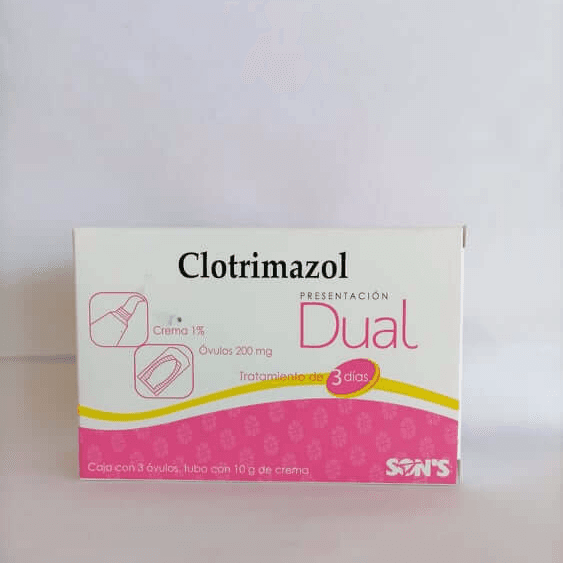 Clotrimazol
PRESENTACIÓN
Dual
Crema 1%
Óvulos 200 mg
Tratamiento de 3 días
Caja con 3 óvulos, tubo con 10 g de crema
SON'S